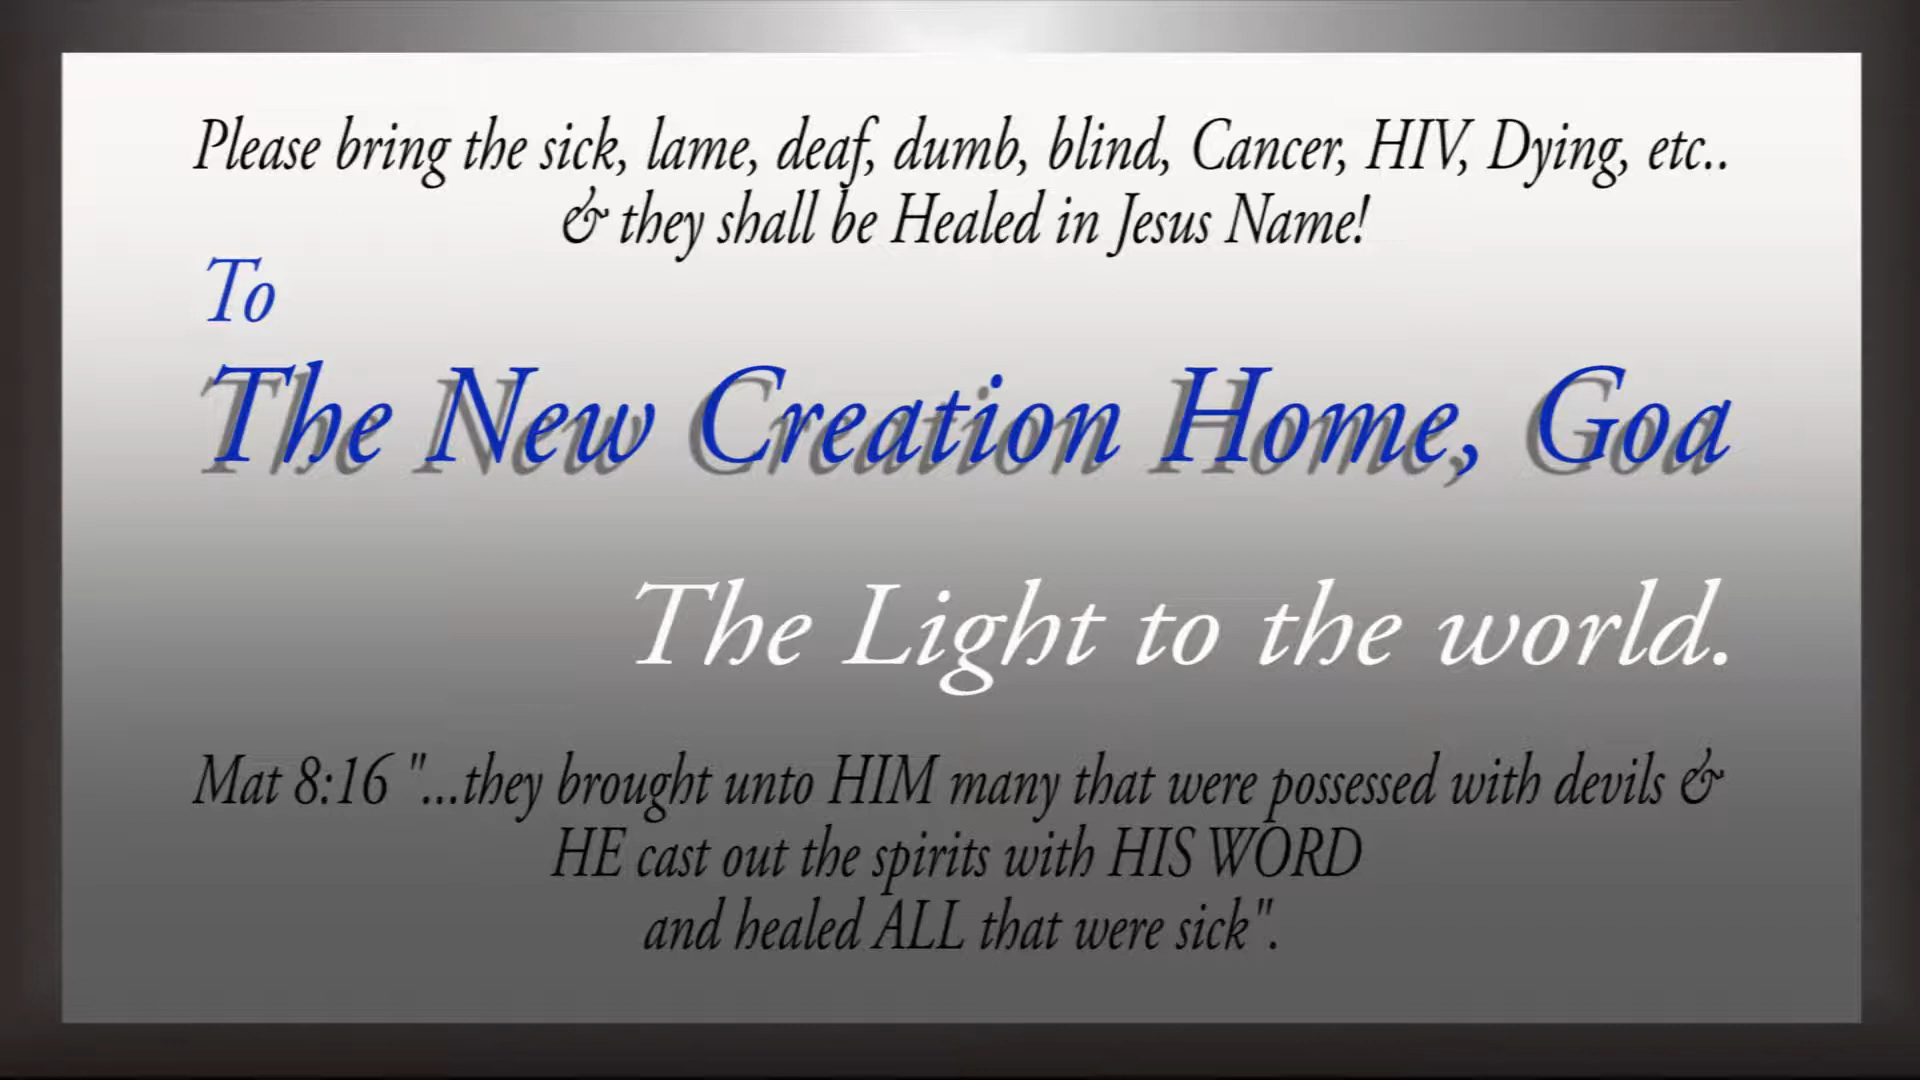 Please bring the sick, lame, deaf, dumb, blind, Cancer, HIV, Dying, etc..
& they shall be Healed in Jesus Name!
To
The New Creation Home, Goa
The Light to the world.
Mat 8:16 "...they brought unto HIM many that were possessed with devils &
HE cast out the spirits with HIS WORD
and healed ALL that were sick".